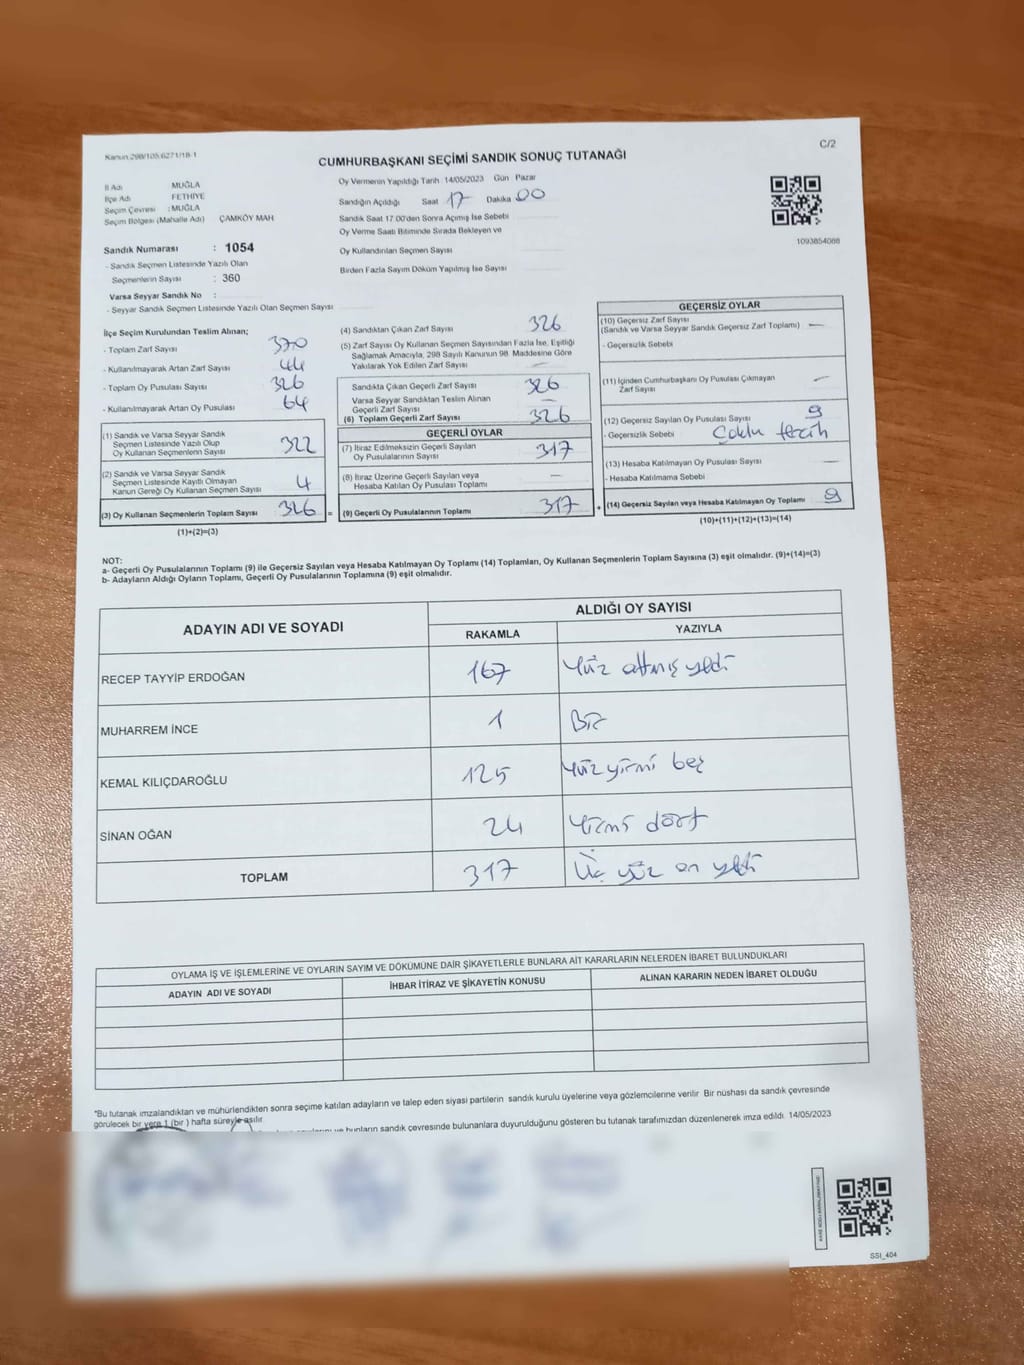 Kanun:298/105:6271/18-1
C/2
CUMHURBAŞKANI SEÇİMİ SANDIK SONUÇ TUTANAĞI
İl Adı MUĞLA
İlçe Adı FETHİYE
Seçim Çevresi : MUĞLA
Seçim Bölgesi (Mahalle Adı) ÇAMKÖY MAH
Sandık Numarası : 1054
- Sandık Seçmen Listesinde Yazılı Olan
Seçmenlerin Sayısı : 360
Varsa Seyyar Sandık No :
- Seyyar Sandık Seçmen Listesinde Yazılı Olan Seçmen Sayısı
Oy Vermenin Yapıldığı Tarih 14/05/2023 Gün Pazar
Sandığın Açıldığı Saat 17 Dakika 00
Sandık Saat 17:00'den Sonra Açımış İse Sebebi
Oy Verme Saati Bitiminde Sırada Bekleyen ve
Oy Kullandırılan Seçmen Sayısı
Birden Fazla Sayım Döküm Yapılmış İse Sayısı
1093854088
İlçe Seçim Kurulundan Teslim Alınan;
- Toplam Zarf Sayısı 370
- Kullanılmayarak Artan Zarf Sayısı 44
- Toplam Oy Pusulası Sayısı 326
- Kullanılmayarak Artan Oy Pusulası 64
(1) Sandık ve Varsa Seyyar Sandık
Seçmen Listesinde Yazılı Olup
Oy Kullanan Seçmenlerin Sayısı 322
(2) Sandık ve Varsa Seyyar Sandık
Seçmen Listesinde Kayıtlı Olmayan
Kanun Gereği Oy Kullanan Seçmen Sayısı 4
(3) Oy Kullanan Seçmenlerin Toplam Sayısı 326 =
(1)+(2)=(3)
(4) Sandıktan Çıkan Zarf Sayısı 326
(5) Zarf Sayısı Oy Kullanan Seçmen Sayısından Fazla İse, Eşitliği
Sağlamak Amacıyla, 298 Sayılı Kanunun 98. Maddesine Göre
Yakılarak Yok Edilen Zarf Sayısı —
Sandıkta Çıkan Geçerli Zarf Sayısı 326
Varsa Seyyar Sandıktan Teslim Alınan
Geçerli Zarf Sayısı —
(6) Toplam Geçerli Zarf Sayısı 326
GEÇERLİ OYLAR
(7) İtiraz Edilmeksizin Geçerli Sayılan
Oy Pusulalarının Sayısı 317
(8) İtiraz Üzerine Geçerli Sayılan veya
Hesaba Katılan Oy Pusulası Toplamı —
(9) Geçerli Oy Pusulalarının Toplamı 317 +
GEÇERSİZ OYLAR
(10) Geçersiz Zarf Sayısı
(Sandık ve Varsa Seyyar Sandık Geçersiz Zarf Toplamı) —
- Geçersizlik Sebebi
(11) İçinden Cumhurbaşkanı Oy Pusulası Çıkmayan
Zarf Sayısı —
(12) Geçersiz Sayılan Oy Pusulası Sayısı 9
- Geçersizlik Sebebi Çoklu tercih
(13) Hesaba Katılmayan Oy Pusulası Sayısı —
- Hesaba Katılmama Sebebi
(14) Geçersiz Sayılan veya Hesaba Katılmayan Oy Toplamı 9
(10)+(11)+(12)+(13)=(14)
NOT:
a- Geçerli Oy Pusulalarının Toplamı (9) ile Geçersiz Sayılan veya Hesaba Katılmayan Oy Toplamı (14) Toplamları, Oy Kullanan Seçmenlerin Toplam Sayısına (3) eşit olmalıdır. (9)+(14)=(3)
b- Adayların Aldığı Oyların Toplamı, Geçerli Oy Pusulalarının Toplamına (9) eşit olmalıdır.
ADAYIN ADI VE SOYADI ALDIĞI OY SAYISI
RAKAMLA YAZIYLA
RECEP TAYYİP ERDOĞAN 167 Yüz altmış yedi
MUHARREM İNCE 1 Bir
KEMAL KILIÇDAROĞLU 125 Yüz yirmi beş
SİNAN OĞAN 24 Yirmi dört
TOPLAM 317 Üç yüz on yedi
OYLAMA İŞ VE İŞLEMLERİNE VE OYLARIN SAYIM VE DÖKÜMÜNE DAİR ŞİKAYETLERLE BUNLARA AİT KARARLARIN NELERDEN İBARET BULUNDUKLARI
ADAYIN ADI VE SOYADI İHBAR İTİRAZ VE ŞİKAYETİN KONUSU ALINAN KARARIN NEDEN İBARET OLDUĞU
*Bu tutanak imzalandıktan ve mühürlendikten sonra seçime katılan adayların ve talep eden siyasi partilerin sandık kurulu üyelerine veya gözlemcilerine verilir. Bir nüshası da sandık çevresinde
görülecek bir yere 1 (bir ) hafta süreyle asılır
bunların sandık çevresinde bulunanlara duyurulduğunu gösteren bu tutanak tarafımızdan düzenlenerek imza edildi. 14/05/2023
SSI_404